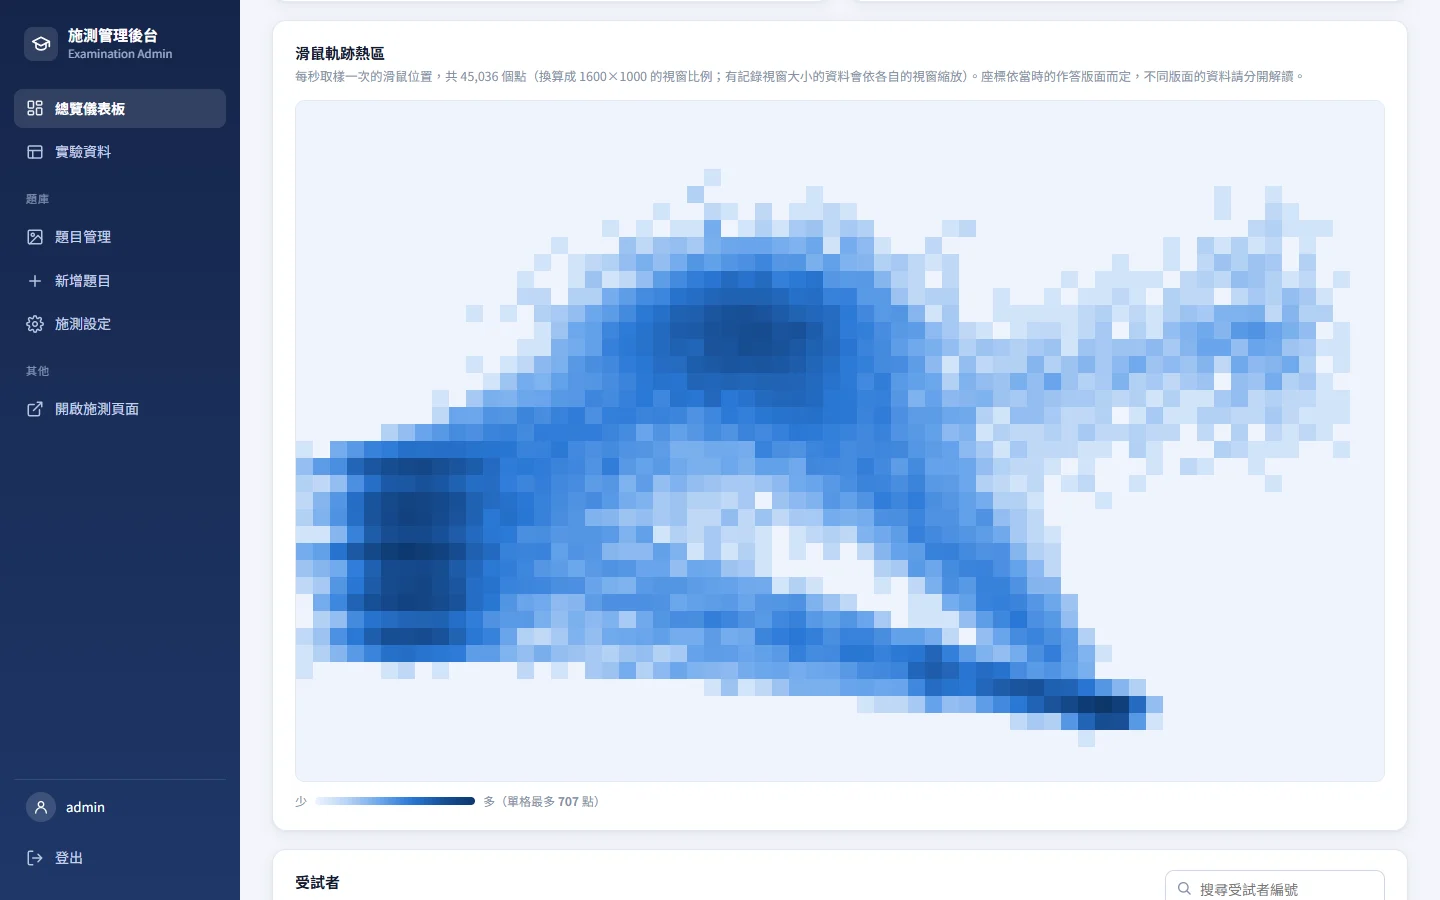 施測管理後台
Examination Admin
總覽儀表板
實驗資料
題庫
題目管理
新增題目
施測設定
其他
開啟施測頁面
admin
登出
滑鼠軌跡熱區
每秒取樣一次的滑鼠位置，共 45,036 個點（換算成 1600×1000 的視窗比例；有記錄視窗大小的資料會依各自的視窗縮放）。座標依當時的作答版面而定，不同版面的資料請分開解讀。
少
多（單格最多 707 點）
受試者
搜尋受試者編號